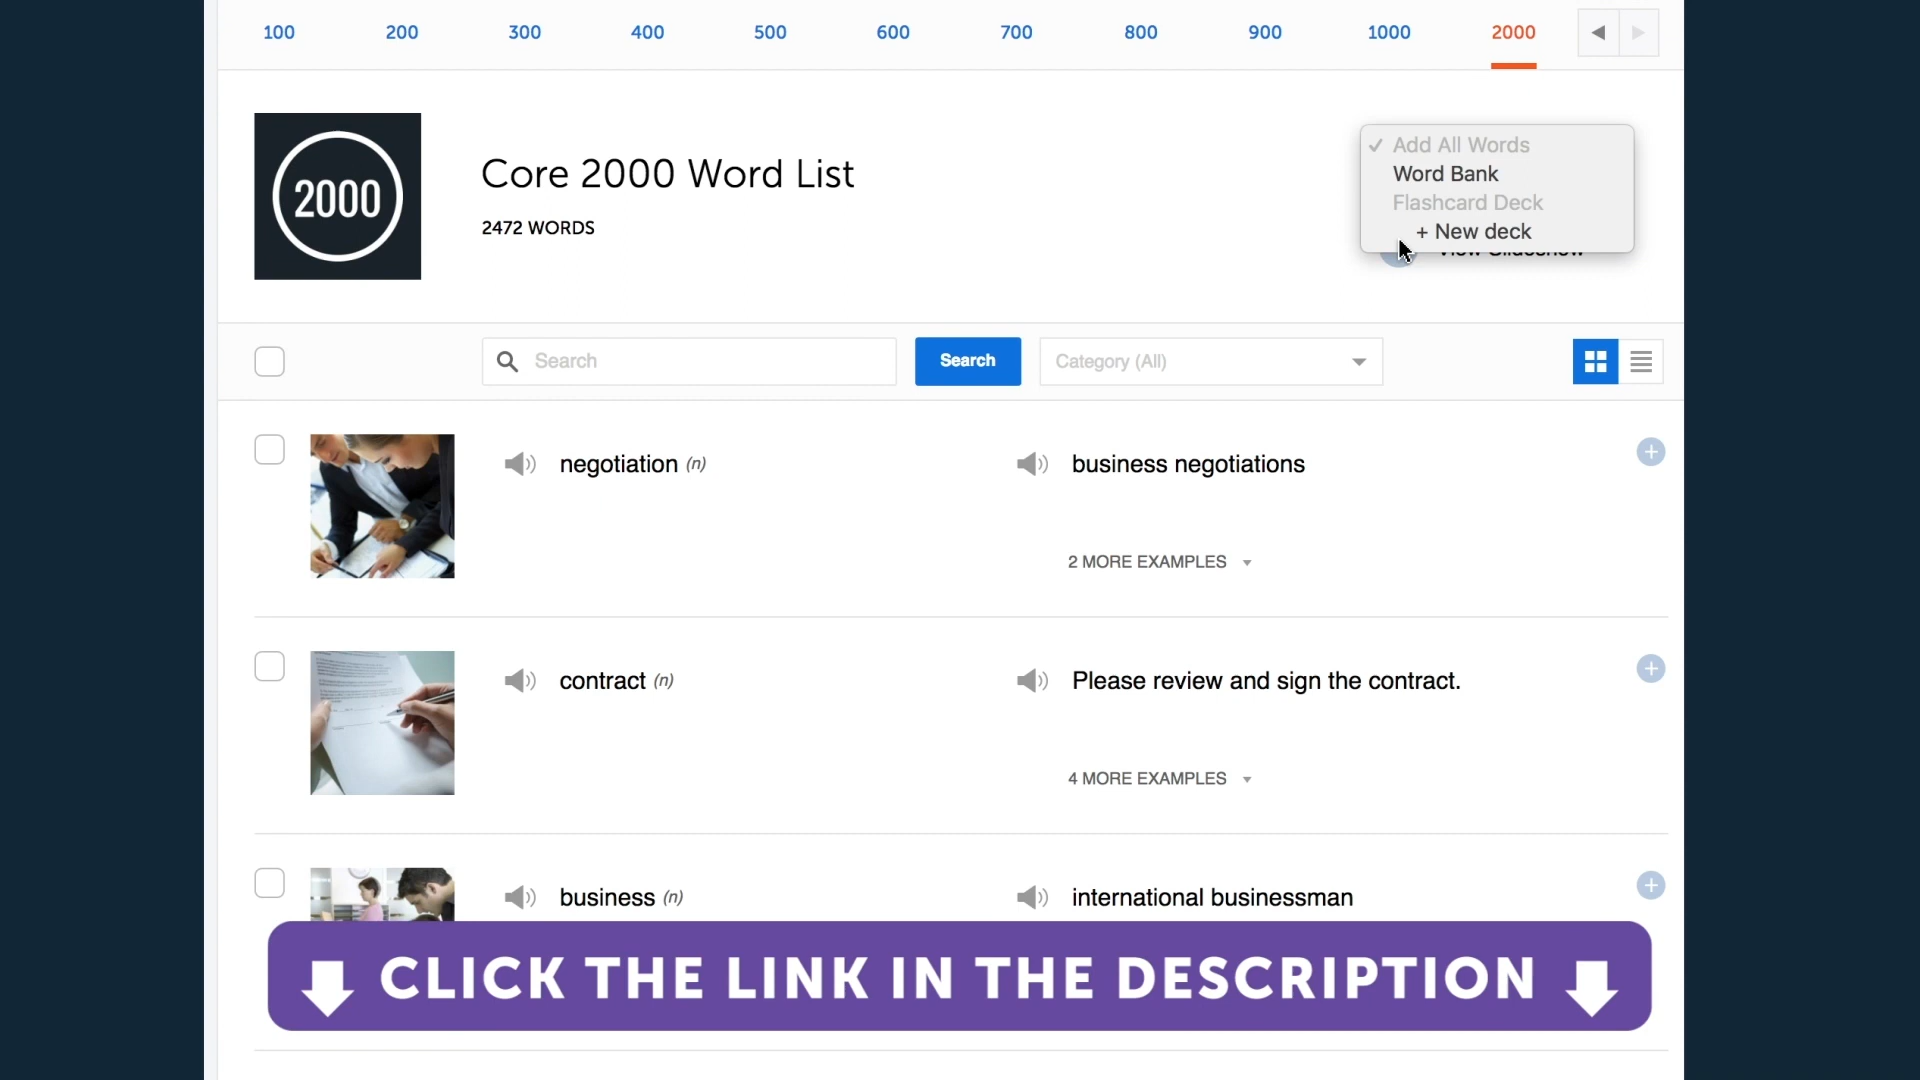 100 200 300 400 500 600 700 800 900 1000 2000
2000
Core 2000 Word List
2472 WORDS
✓ Add All Words
Word Bank
Flashcard Deck
+ New deck
View Slideshow
Search
Search
Category (All)
negotiation (n)
business negotiations
2 MORE EXAMPLES
contract (n)
Please review and sign the contract.
4 MORE EXAMPLES
business (n)
international businessman
CLICK THE LINK IN THE DESCRIPTION